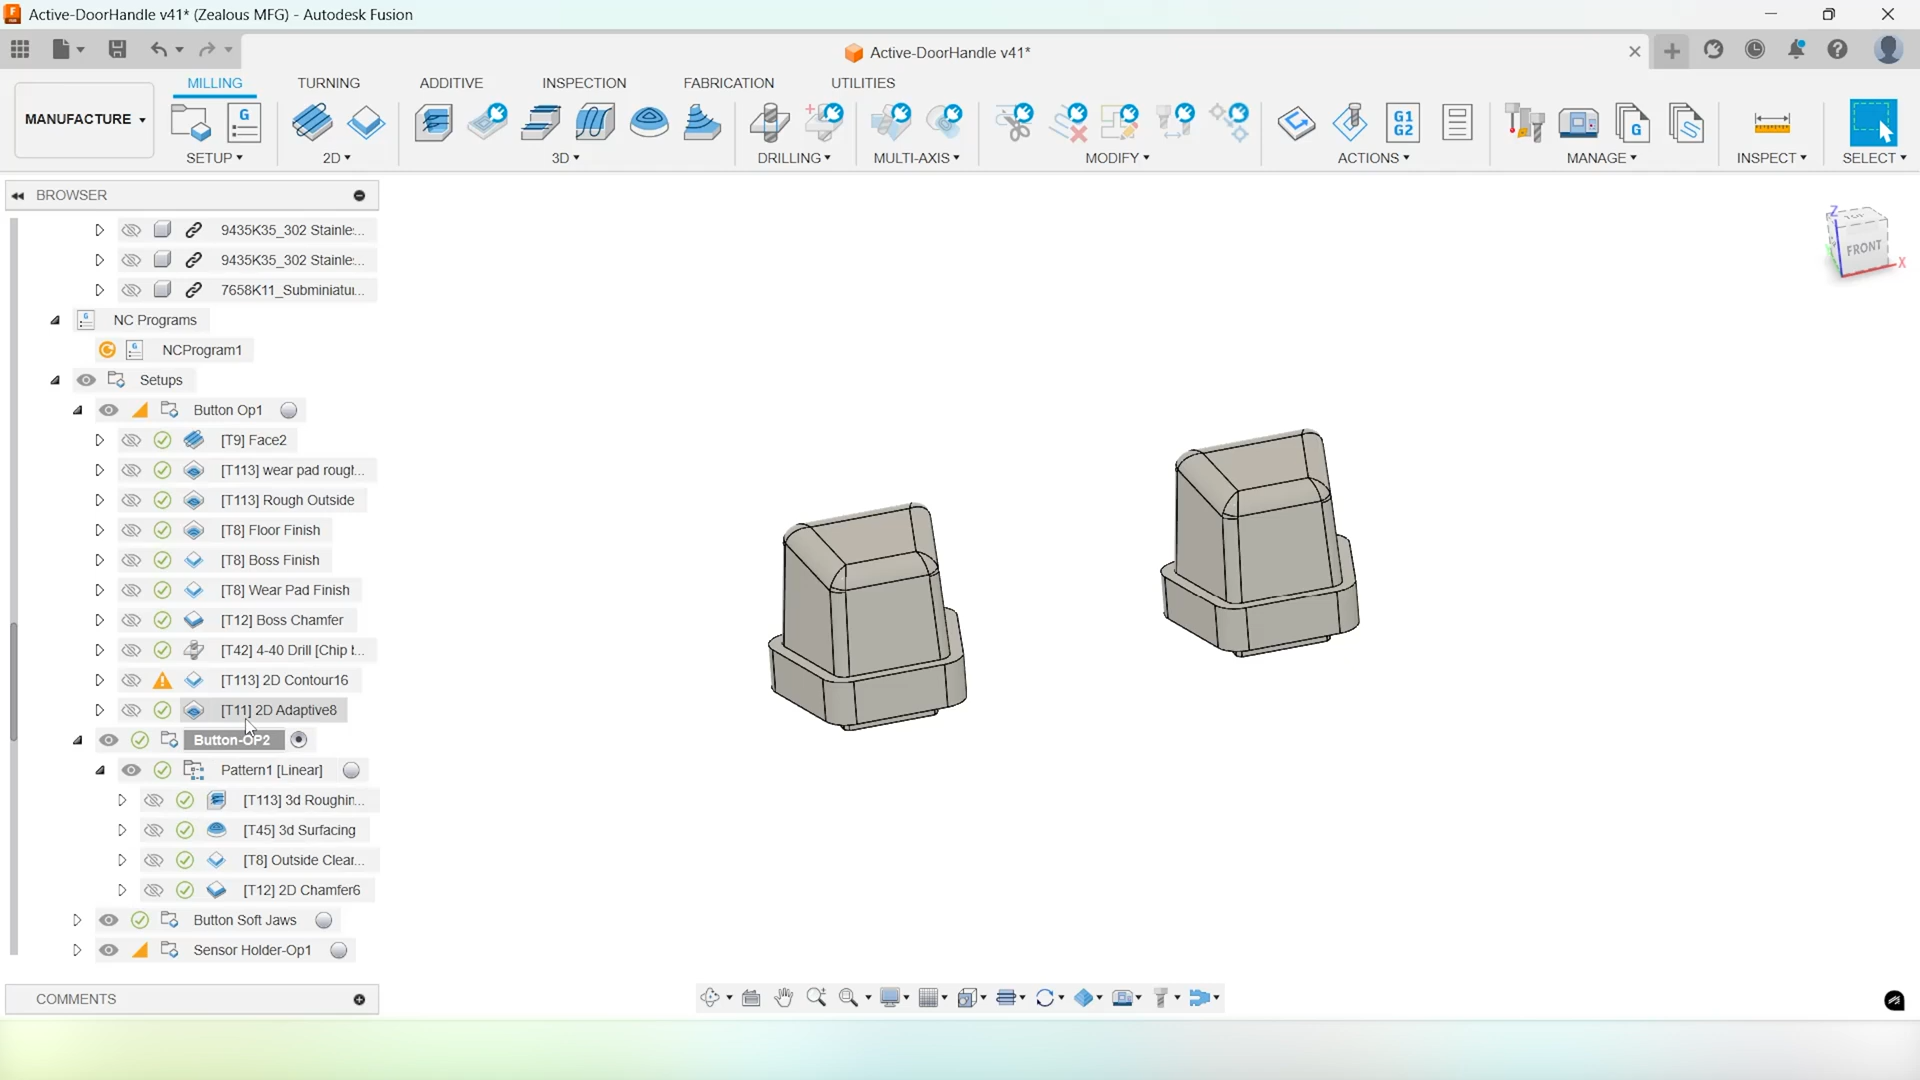 Active-DoorHandle v41* (Zealous MFG) - Autodesk Fusion
Active-DoorHandle v41*
MILLING TURNING ADDITIVE INSPECTION FABRICATION UTILITIES
MANUFACTURE
SETUP 2D 3D DRILLING MULTI-AXIS MODIFY ACTIONS MANAGE INSPECT SELECT
G
G1
G2
G
BROWSER
9435K35_302 Stainle...
9435K35_302 Stainle...
7658K11_Subminiatu...
NC Programs
NCProgram1
Setups
Button Op1
[T9] Face2
[T113] wear pad rough...
[T113] Rough Outside
[T8] Floor Finish
[T8] Boss Finish
[T8] Wear Pad Finish
[T12] Boss Chamfer
[T42] 4-40 Drill [Chip b...
[T113] 2D Contour16
[T11] 2D Adaptive8
Button-OP2
Pattern1 [Linear]
[T113] 3d Roughin...
[T45] 3d Surfacing
[T8] Outside Clear...
[T12] 2D Chamfer6
Button Soft Jaws
Sensor Holder-Op1
COMMENTS
Z
TOP
FRONT
X